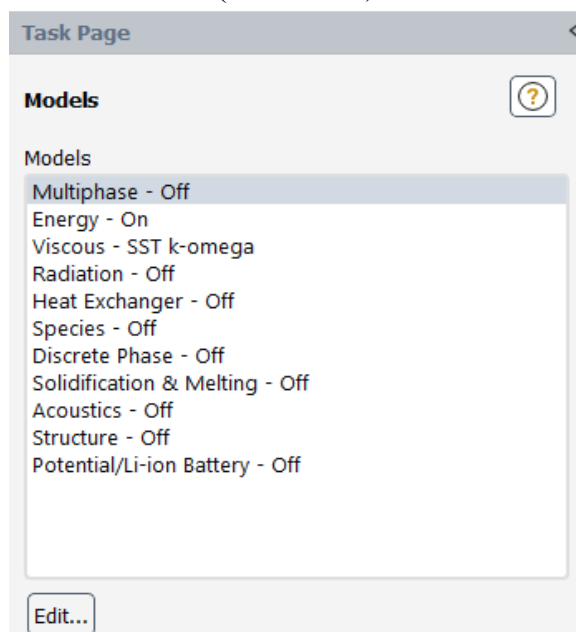 Task Page
Models
Models
Multiphase - Off
Energy - On
Viscous - SST k-omega
Radiation - Off
Heat Exchanger - Off
Species - Off
Discrete Phase - Off
Solidification & Melting - Off
Acoustics - Off
Structure - Off
Potential/Li-ion Battery - Off
Edit...